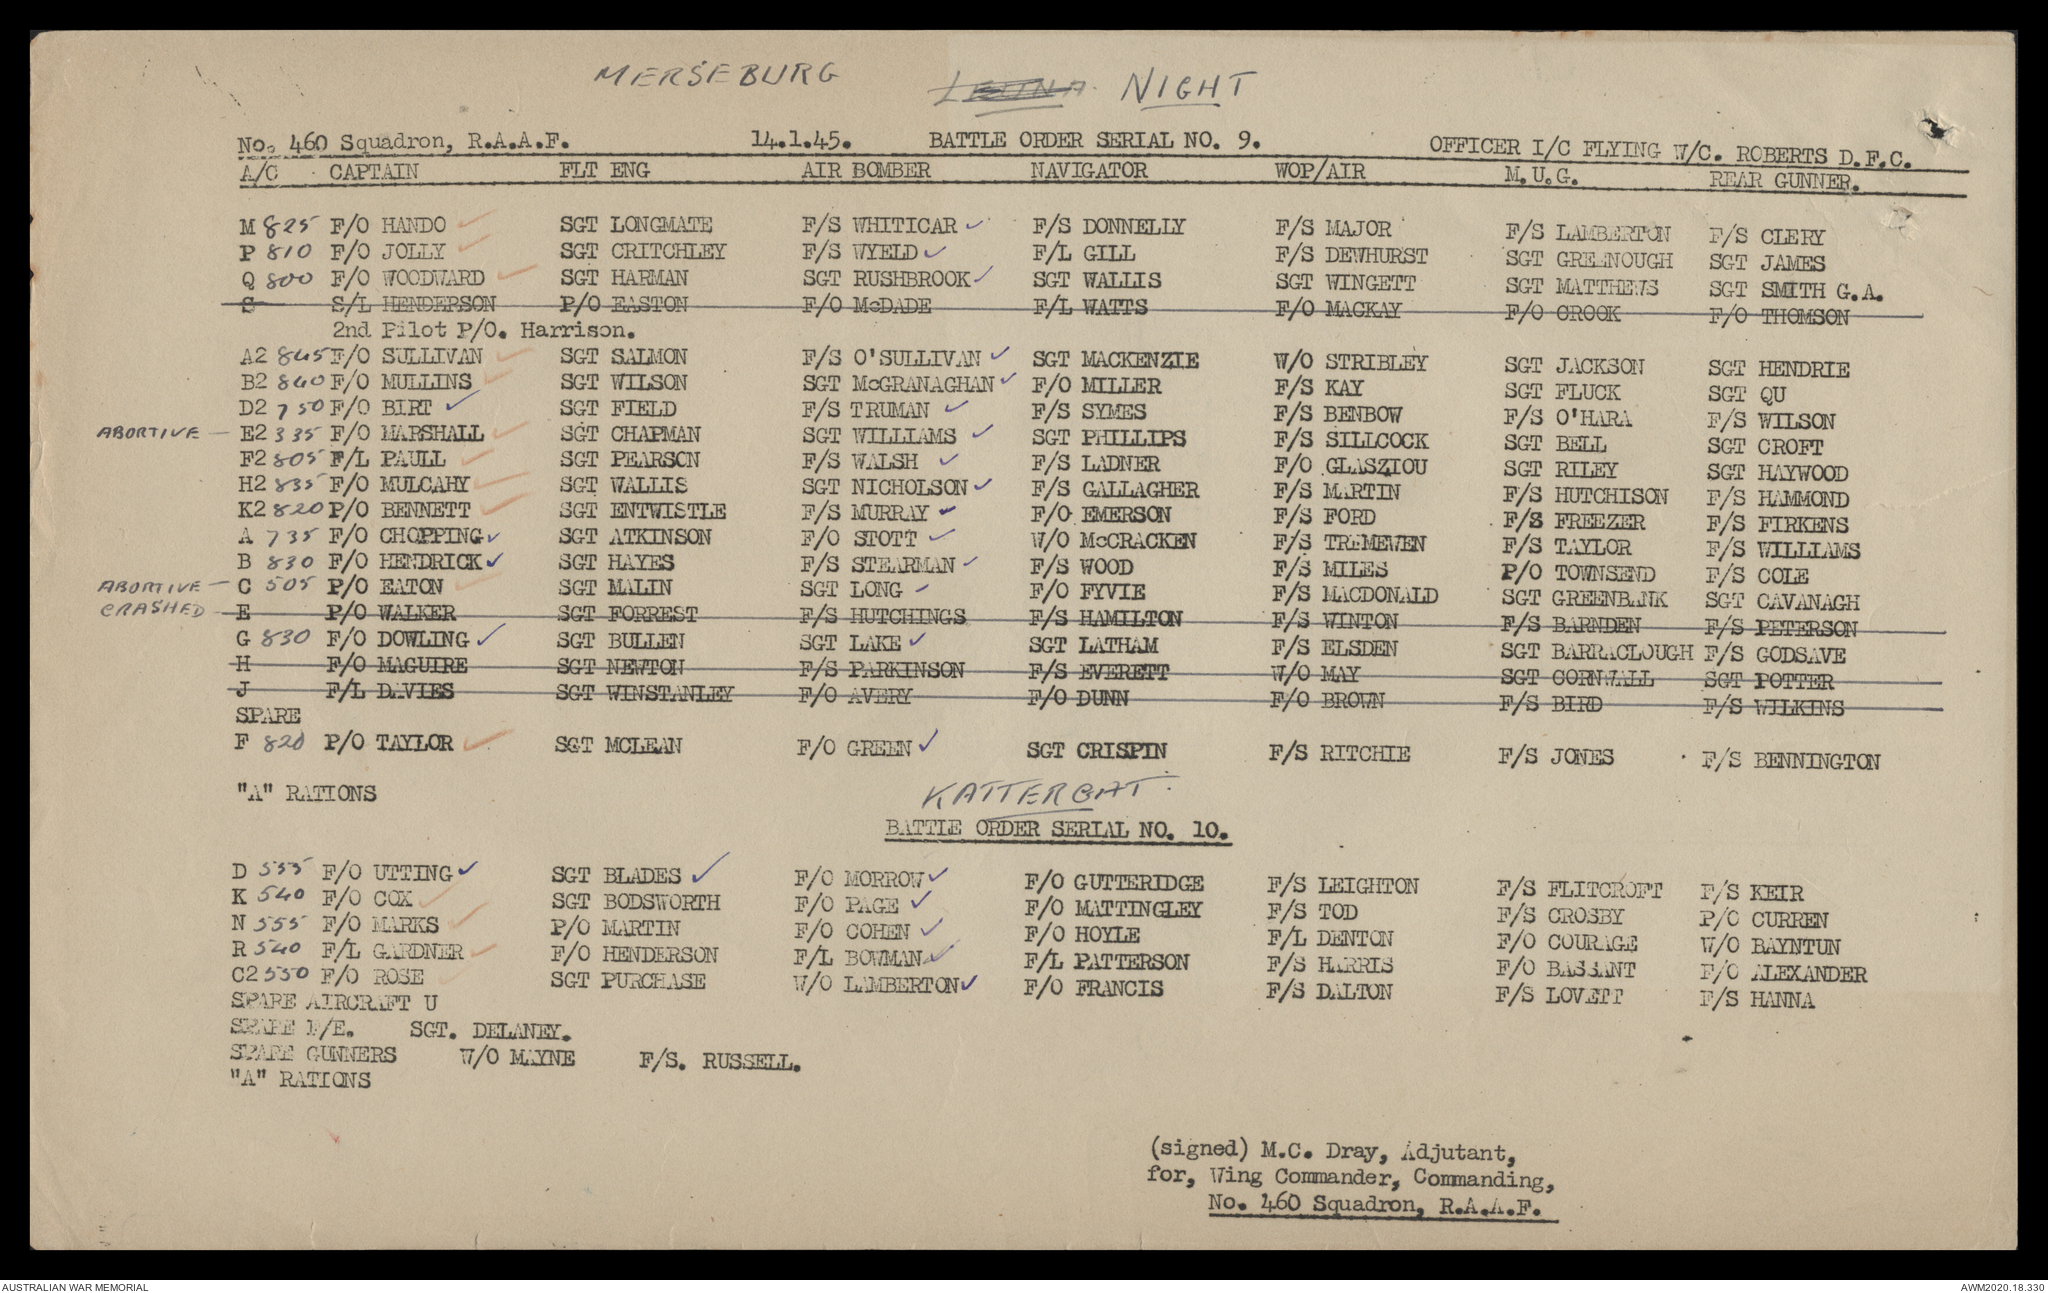 MERSEBURG LEUNA NIGHT
No. 460 Squadron, R.A.A.F. 14.1.45. BATTLE ORDER SERIAL NO. 9. OFFICER I/C FLYING W/C. ROBERTS D.F.C.
A/C CAPTAIN FLT ENG AIR BOMBER NAVIGATOR WOP/AIR M.U.G. REAR GUNNER.
M 825 F/O HANDO SGT LONGMATE F/S WHITICAR F/S DONNELLY F/S MAJOR F/S LAMBERTON F/S CLERY
P 810 F/O JOLLY SGT CRITCHLEY F/S WYELD F/L GILL F/S DEWHURST SGT GREENOUGH SGT JAMES
Q 800 F/O WOODWARD SGT HARMAN SGT RUSHBROOK SGT WALLIS SGT WINGETT SGT MATTHEWS SGT SMITH G.A.
S S/L HENDERSON P/O EASTON F/O McDADE F/L WATTS F/O MACKAY F/O CROOK F/O THOMSON
2nd Pilot P/O. Harrison.
A2 845 F/O SULLIVAN SGT SALMON F/S O'SULLIVAN SGT MACKENZIE W/O STRIBLEY SGT JACKSON SGT HENDRIE
B2 840 F/O MULLINS SGT WILSON SGT McGRANAGHAN F/O MILLER F/S KAY SGT FLUCK SGT QU
D2 750 F/O BIRT SGT FIELD F/S TRUMAN F/S SYMES F/S BENBOW F/S O'HARA F/S WILSON
ABORTIVE — E2 335 F/O MARSHALL SGT CHAPMAN SGT WILLIAMS SGT PHILLIPS F/S SILLCOCK SGT BELL SGT CROFT
F2 805 F/L PAULL SGT PEARSON F/S WALSH F/S LADNER F/O GLASZIOU SGT RILEY SGT HAYWOOD
H2 835 F/O MULCAHY SGT WALLIS SGT NICHOLSON F/S GALLAGHER F/S MARTIN F/S HUTCHISON F/S HAMMOND
K2 820 P/O BENNETT SGT ENTWISTLE F/S MURRAY F/O EMERSON F/S FORD F/S FREEZER F/S FIRKENS
A 735 F/O CHOPPING SGT ATKINSON F/O STOTT W/O McCRACKEN F/S TREMEWEN F/S TAYLOR F/S WILLIAMS
B 830 F/O HENDRICK SGT HAYES F/S STEARMAN F/S WOOD F/S MILES P/O TOWNSEND F/S COLE
ABORTIVE — C 505 P/O EATON SGT MALIN SGT LONG F/O FYVIE F/S MACDONALD SGT GREENBANK SGT CAVANAGH
CRASHED — E P/O WALKER SGT FORREST F/S HUTCHINGS F/S HAMILTON F/S WINTON F/S BARNDEN F/S PETERSON
G 830 F/O DOWLING SGT BULLEN SGT LAKE SGT LATHAM F/S ELSDEN SGT BARRACLOUGH F/S GODSAVE
H F/O MAGUIRE SGT NEWTON F/S PARKINSON F/S EVERETT W/O MAY SGT CORNWALL SGT POTTER
J F/L DAVIES SGT WINSTANLEY F/O AVERY F/O DUNN F/O BROWN F/S BIRD F/S WILKINS
SPARE
F 820 P/O TAYLOR SGT MCLEAN F/O GREEN SGT CRISPIN F/S RITCHIE F/S JONES F/S BENNINGTON
"A" RATIONS
KATTERGAT.
BATTLE ORDER SERIAL NO. 10.
D 555 F/O UTTING SGT BLADES F/O MORROW F/O GUTTERIDGE F/S LEIGHTON F/S FLITCROFT F/S KEIR
K 540 F/O COX SGT BODSWORTH F/O PAGE F/O MATTINGLEY F/S TOD F/S CROSBY P/O CURREN
N 555 F/O MARKS P/O MARTIN F/O COHEN F/O HOYLE F/L DENTON F/O COURAGE W/O BAYNTUN
R 540 F/L GARDNER F/O HENDERSON F/L BOWMAN F/L PATTERSON F/S HARRIS F/O BASSANT F/O ALEXANDER
C2 550 F/O ROSE SGT PURCHASE W/O LAMBERTON F/O FRANCIS F/S DALTON F/S LOVETT F/S HANNA
SPARE AIRCRAFT U
SPARE F/E. SGT. DELANEY.
SPARE GUNNERS W/O MAYNE F/S. RUSSELL.
"A" RATIONS
(signed) M.C. Dray, Adjutant,
for, Wing Commander, Commanding,
No. 460 Squadron, R.A.A.F.
AUSTRALIAN WAR MEMORIAL AWM2020.18.330